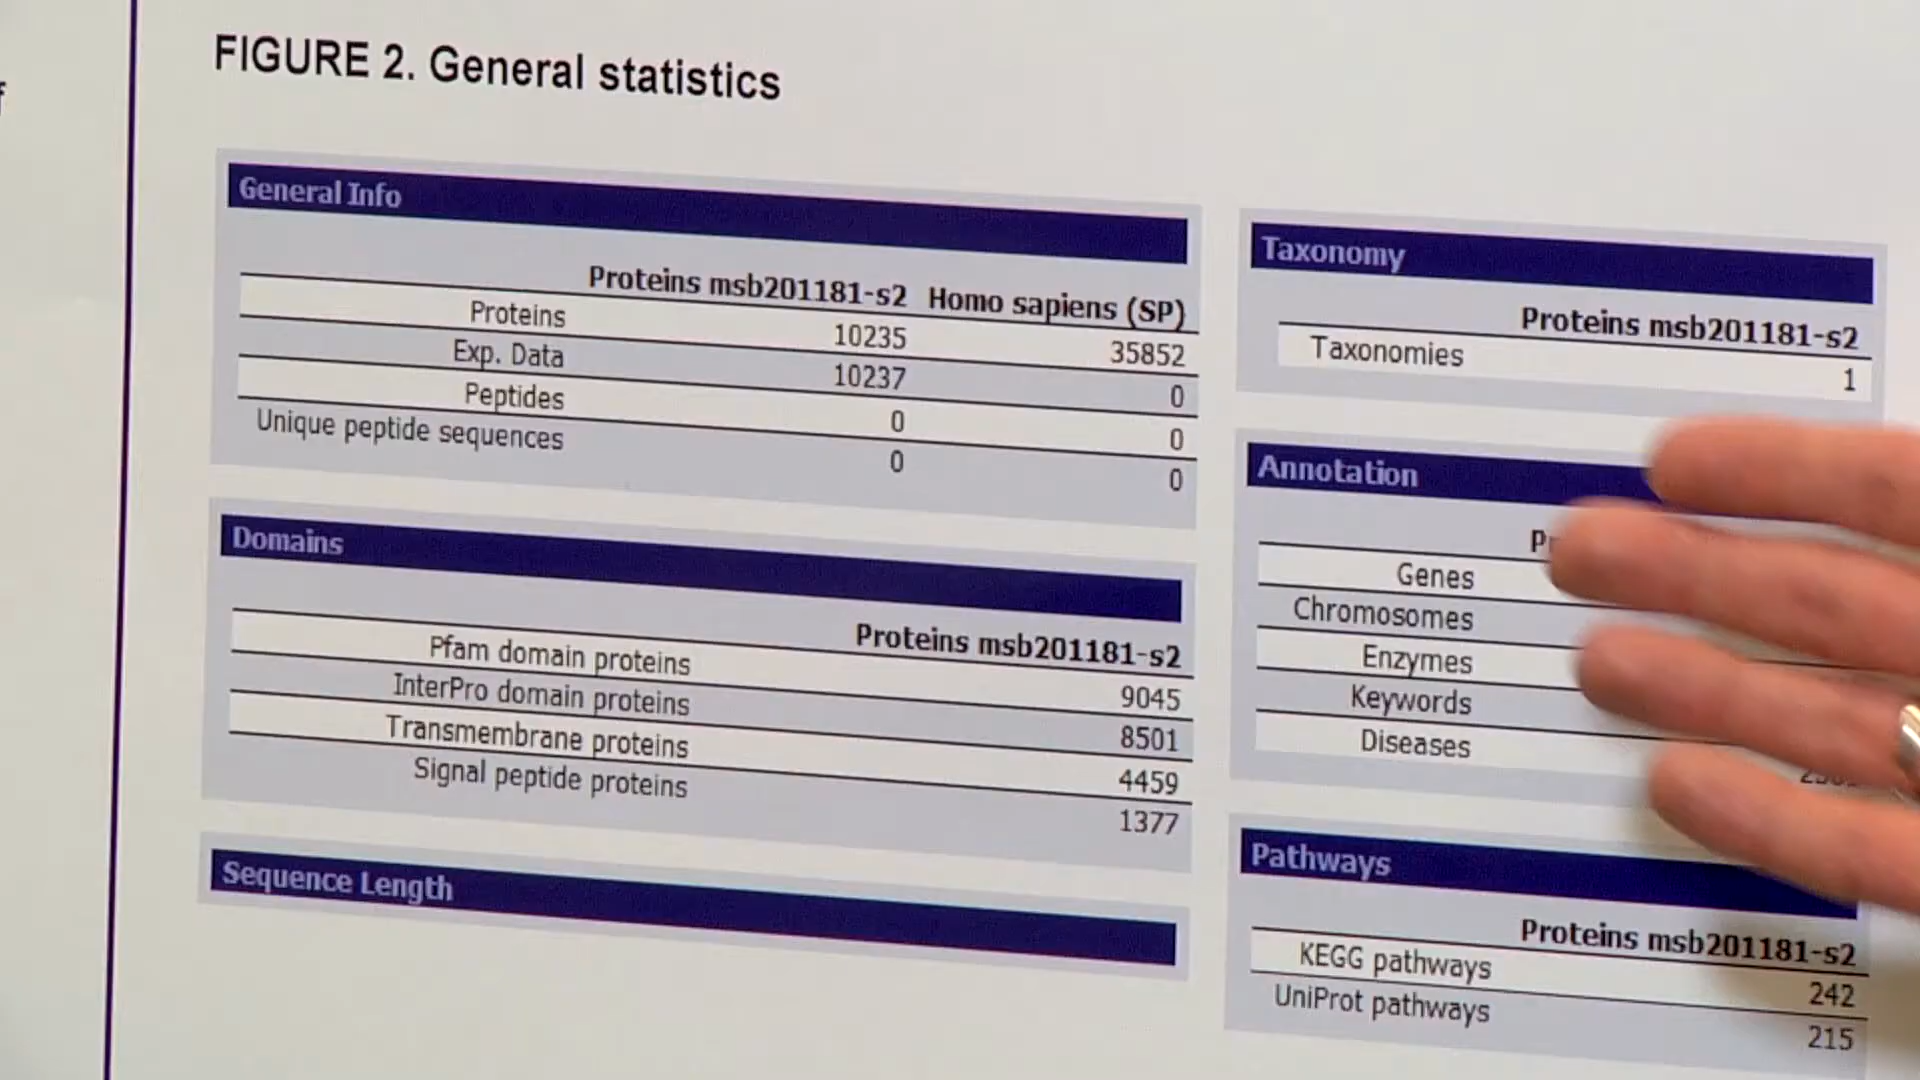 FIGURE 2. General statistics
General Info
Proteins msb201181-s2 Homo sapiens (SP)
Proteins 10235 35852
Exp. Data 10237 0
Peptides 0 0
Unique peptide sequences 0 0
Domains
Proteins msb201181-s2
Pfam domain proteins 9045
InterPro domain proteins 8501
Transmembrane proteins 4459
Signal peptide proteins 1377
Sequence Length
Taxonomy
Proteins msb201181-s2
Taxonomies 1
Annotation
Genes
Chromosomes
Enzymes
Keywords
Diseases
Pathways
Proteins msb201181-s2
KEGG pathways 242
UniProt pathways 215